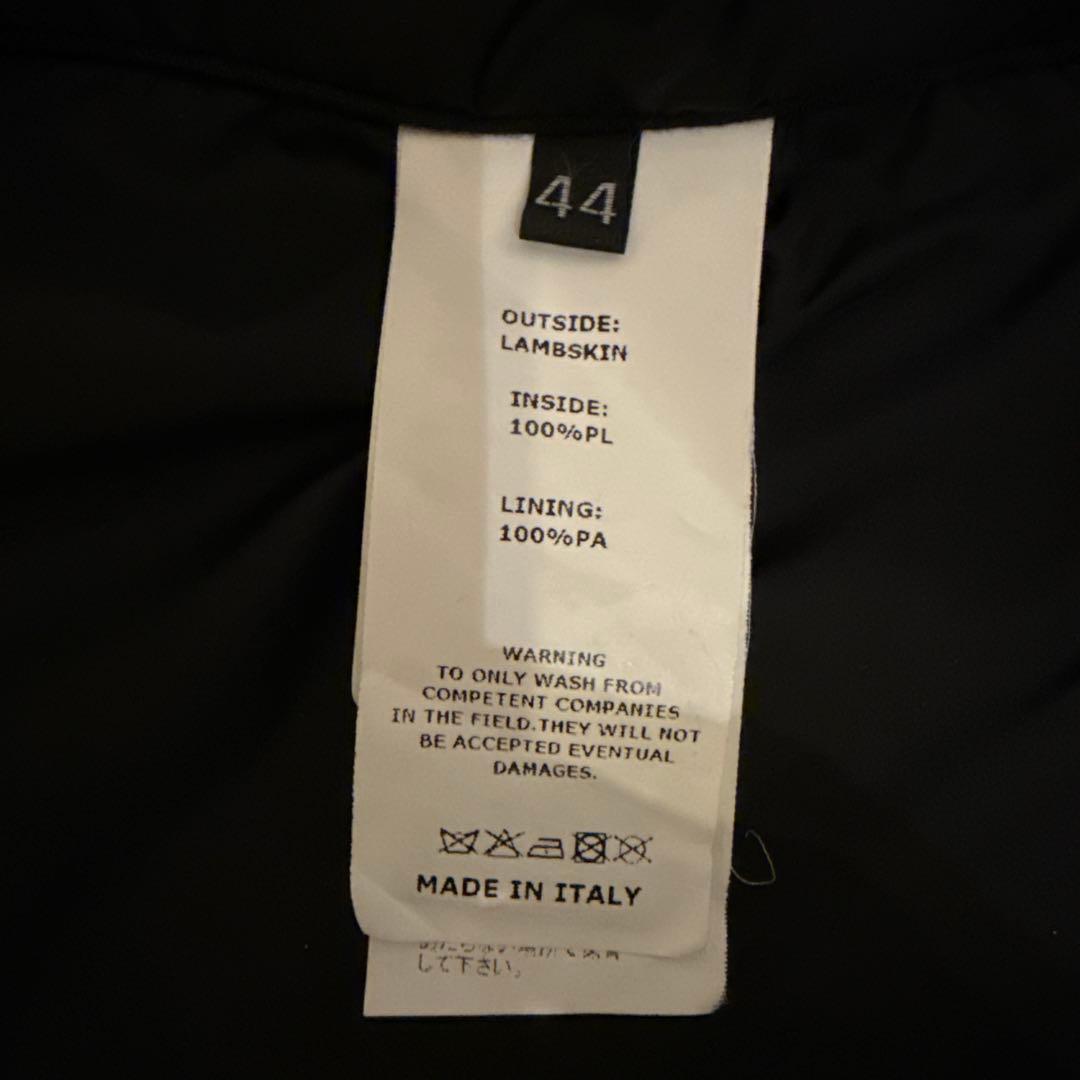 44
OUTSIDE:
LAMBSKIN
INSIDE:
100%PL
LINING:
100%PA
WARNING
TO ONLY WASH FROM
COMPETENT COMPANIES
IN THE FIELD.THEY WILL NOT
BE ACCEPTED EVENTUAL
DAMAGES.
MADE IN ITALY
して下さい。